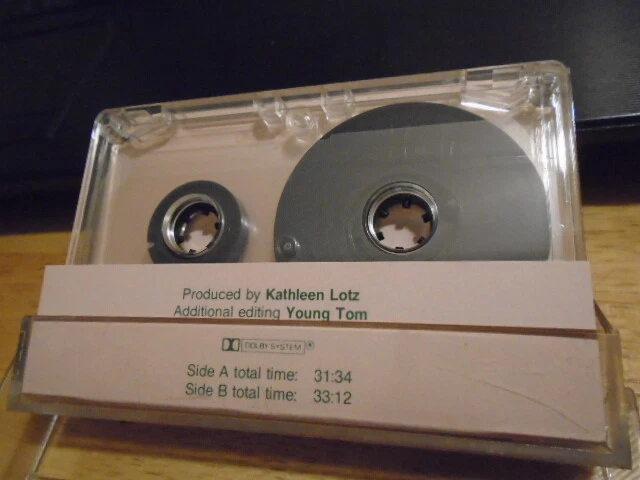 Produced by Kathleen Lotz
Additional editing Young Tom
DOLBY SYSTEM ®
Side A total time: 31:34
Side B total time: 33:12